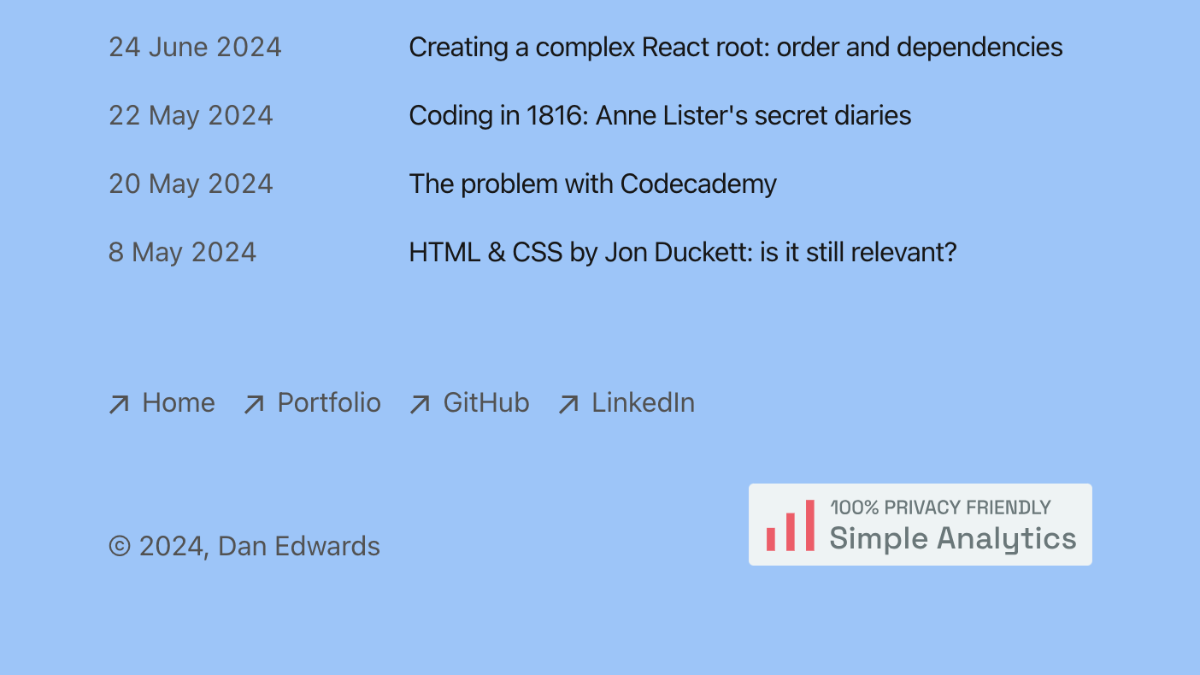 24 June 2024 Creating a complex React root: order and dependencies
22 May 2024 Coding in 1816: Anne Lister's secret diaries
20 May 2024 The problem with Codecademy
8 May 2024 HTML & CSS by Jon Duckett: is it still relevant?
↗ Home ↗ Portfolio ↗ GitHub ↗ LinkedIn
100% PRIVACY FRIENDLY
Simple Analytics
© 2024, Dan Edwards